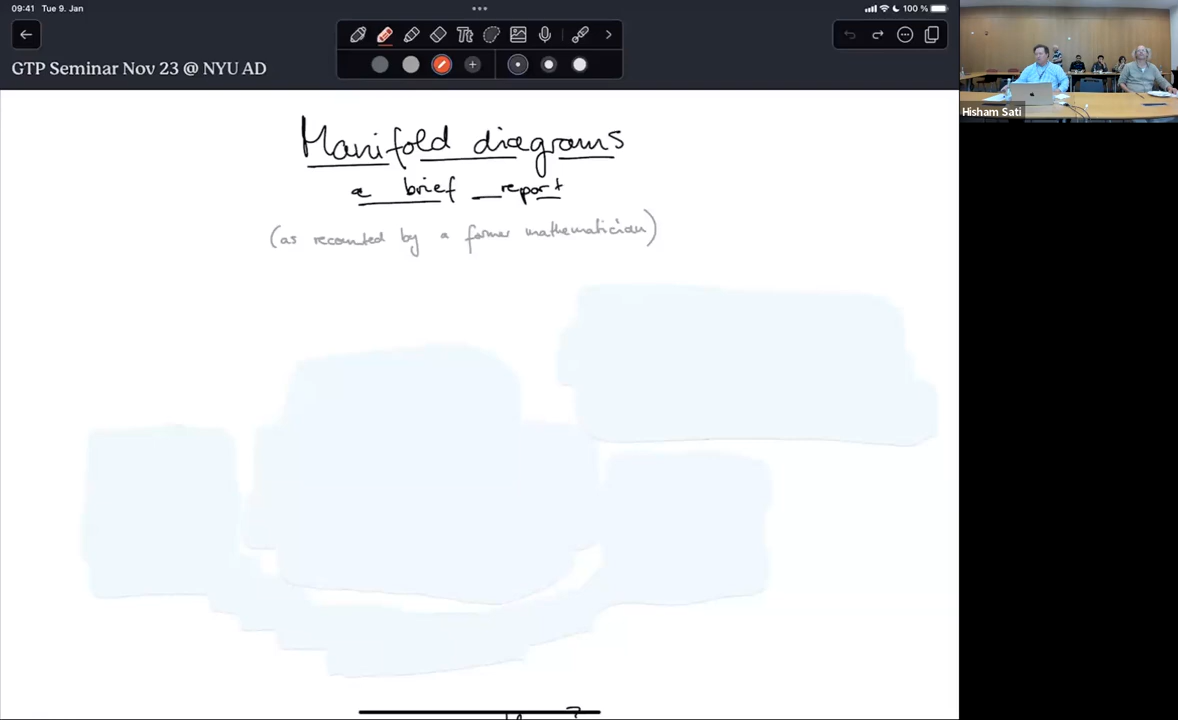 09:41 Tue 9. Jan
100 %
GTP Seminar Nov 23 @ NYU AD
Hisham Sati
Manifold diagrams
a brief report
(as recounted by a former mathematician)